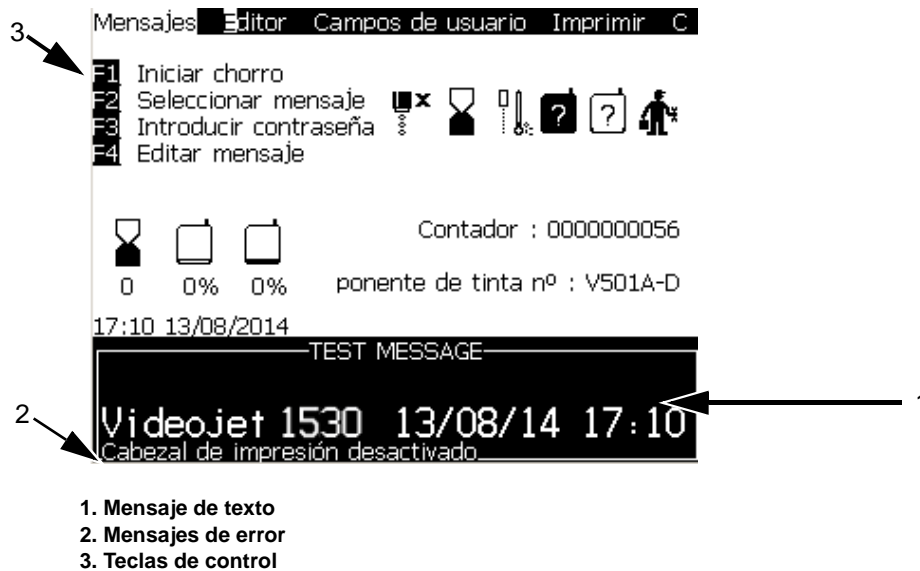 Mensajes Editor Campos de usuario Imprimir C
3
F1 Iniciar chorro
F2 Seleccionar mensaje
F3 Introducir contraseña
F4 Editar mensaje
? ?
Contador : 0000000056
0 0% 0%
ponente de tinta nº : V501A-D
17:10 13/08/2014
TEST MESSAGE
Videojet 1530 13/08/14 17:10
2
Cabezal de impresión desactivado
1. Mensaje de texto
2. Mensajes de error
3. Teclas de control